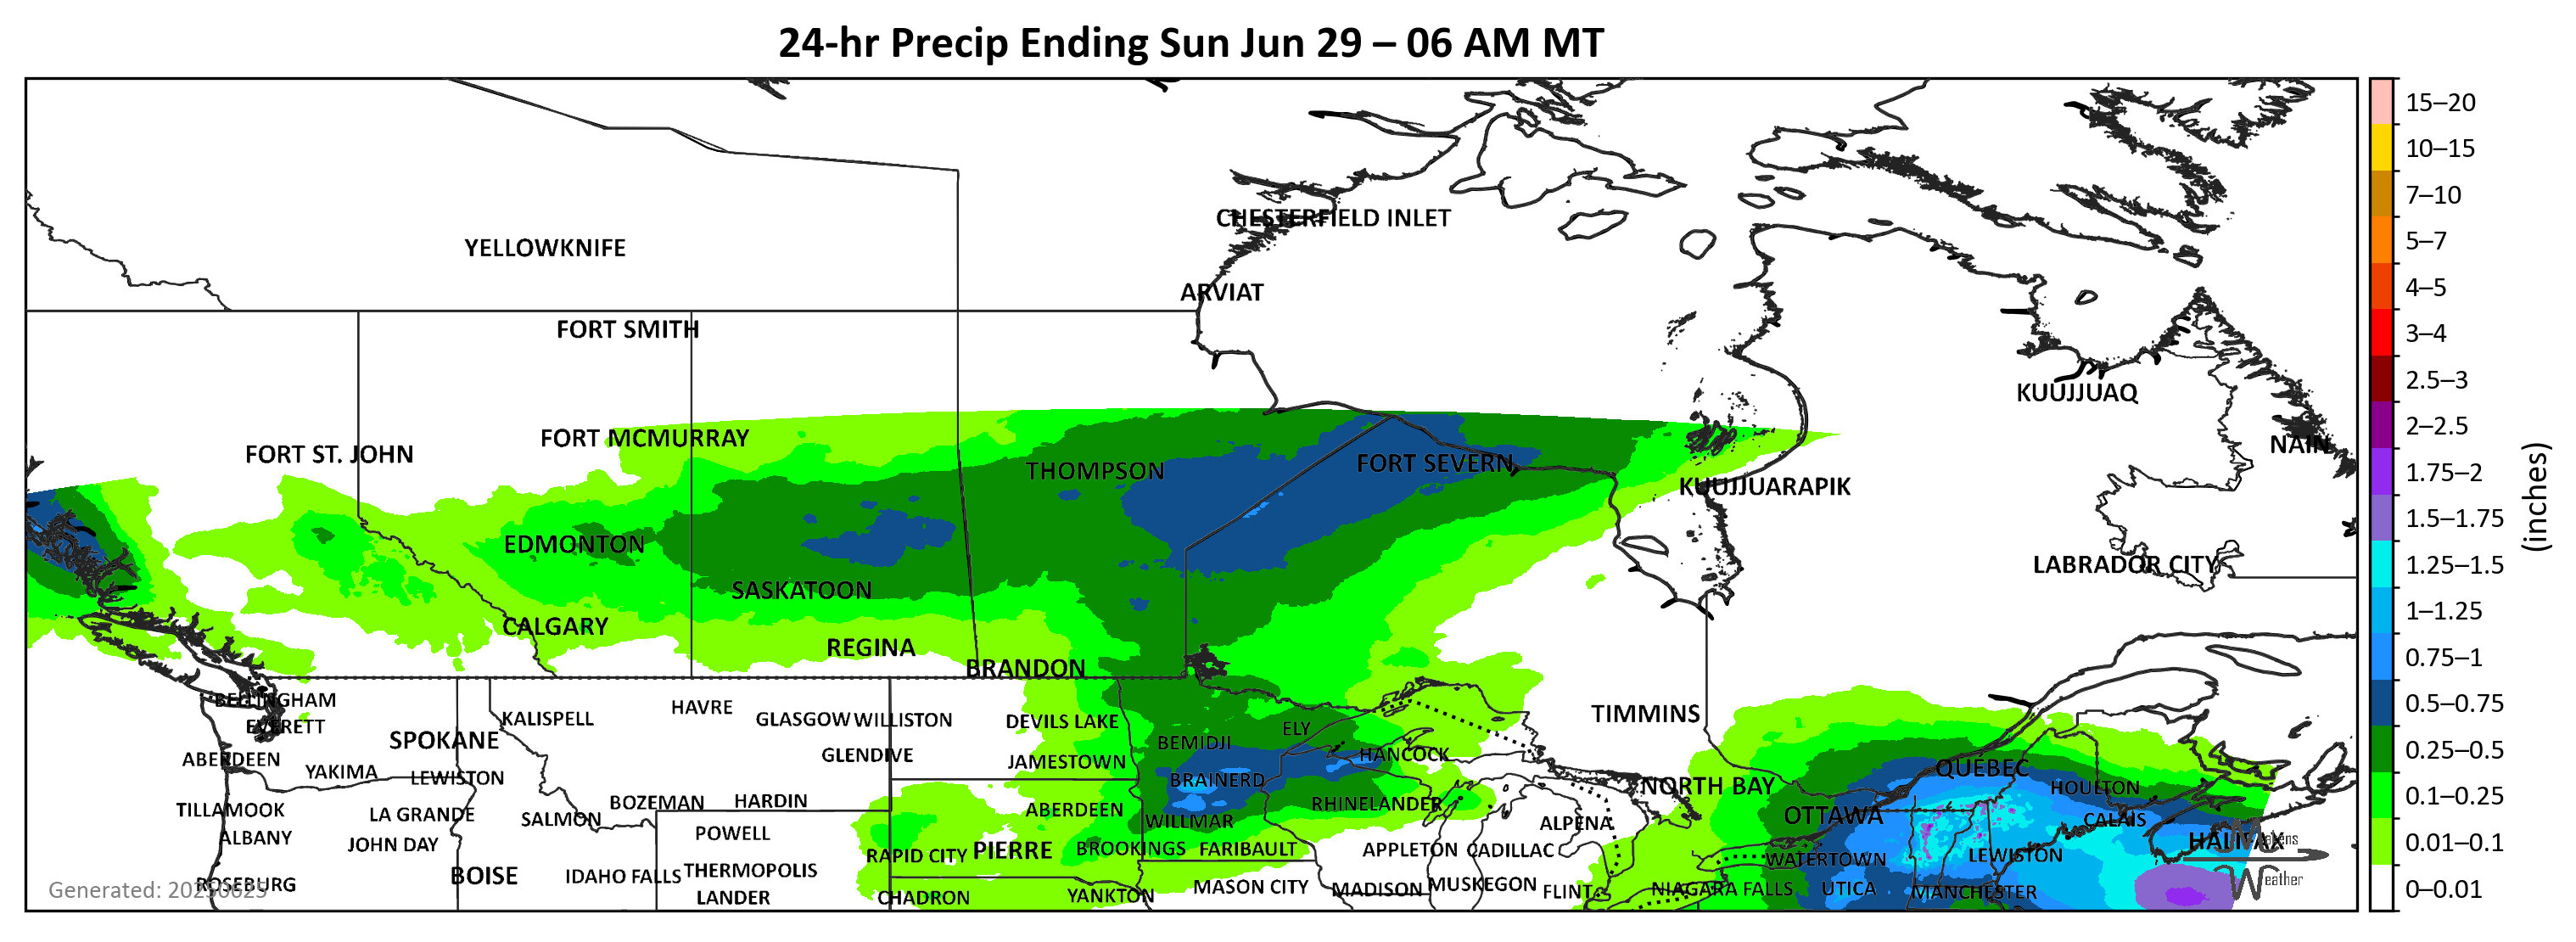 24-hr Precip Ending Sun Jun 29 – 06 AM MT
CHESTERFIELD INLET
YELLOWKNIFE
ARVIAT
FORT SMITH
KUUJJUAQ
FORT MCMURRAY
NAIN
FORT ST. JOHN
FORT SEVERN
THOMPSON
KUUJJUARAPIK
EDMONTON
LABRADOR CITY
SASKATOON
CALGARY
REGINA
BRANDON
BELLINGHAM
HAVRE
KALISPELL
GLASGOW WILLISTON
DEVILS LAKE
TIMMINS
EVERETT
ELY
SPOKANE
BEMIDJI
GLENDIVE
HANCOCK
ABERDEEN
JAMESTOWN
QUÉBEC
YAKIMA
LEWISTON
BRAINERD
NORTH BAY
HOULTON
BOZEMAN
HARDIN
RHINELANDER
TILLAMOOK
LA GRANDE
SALMON
ABERDEEN
WILLMAR
ALPENA
OTTAWA
CALAIS
ALBANY
JOHN DAY
POWELL
HALIFAX
Matens
RAPID CITY
PIERRE
BROOKINGS
FARIBAULT
APPLETON
CADILLAC
WATERTOWN
LEWISTON
ROSEBURG
BOISE
IDAHO FALLS
THERMOPOLIS
MASON CITY
MADISON
MUSKEGON
FLINT
NIAGARA FALLS
UTICA
MANCHESTER
Weather
LANDER
CHADRON
YANKTON
Generated: 20250625
15–20
10–15
7–10
5–7
4–5
3–4
2.5–3
2–2.5
1.75–2
1.5–1.75
1.25–1.5
1–1.25
0.75–1
0.5–0.75
0.25–0.5
0.1–0.25
0.01–0.1
0–0.01
(inches)